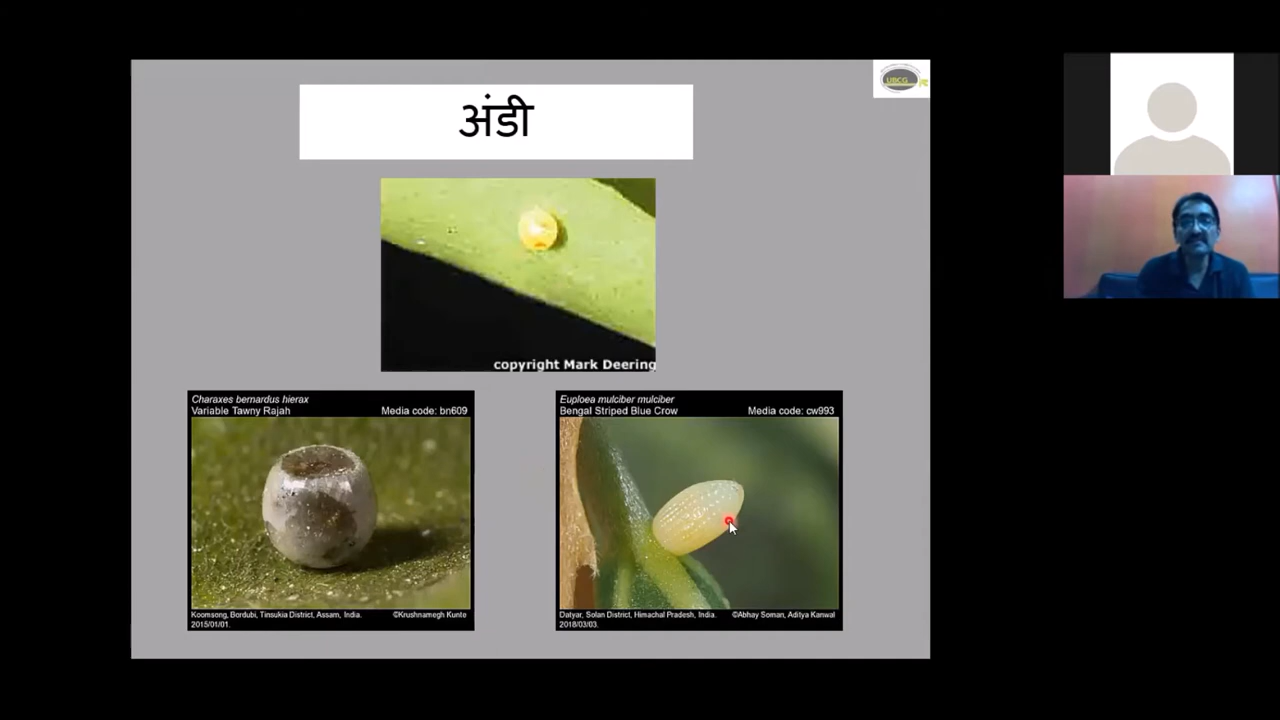 UBCG
अंडी
copyright Mark Deering
Charaxes bernardus hierax
Variable Tawny Rajah Media code: bn609
Koomsong, Bordubi, Tinsukia District, Assam, India. ©Krushnamegh Kunte
2015/01/01.
Euploea mulciber mulciber
Bengal Striped Blue Crow Media code: cw993
Datyar, Solan District, Himachal Pradesh, India. ©Abhay Soman, Aditya Kanwal
2018/03/03.